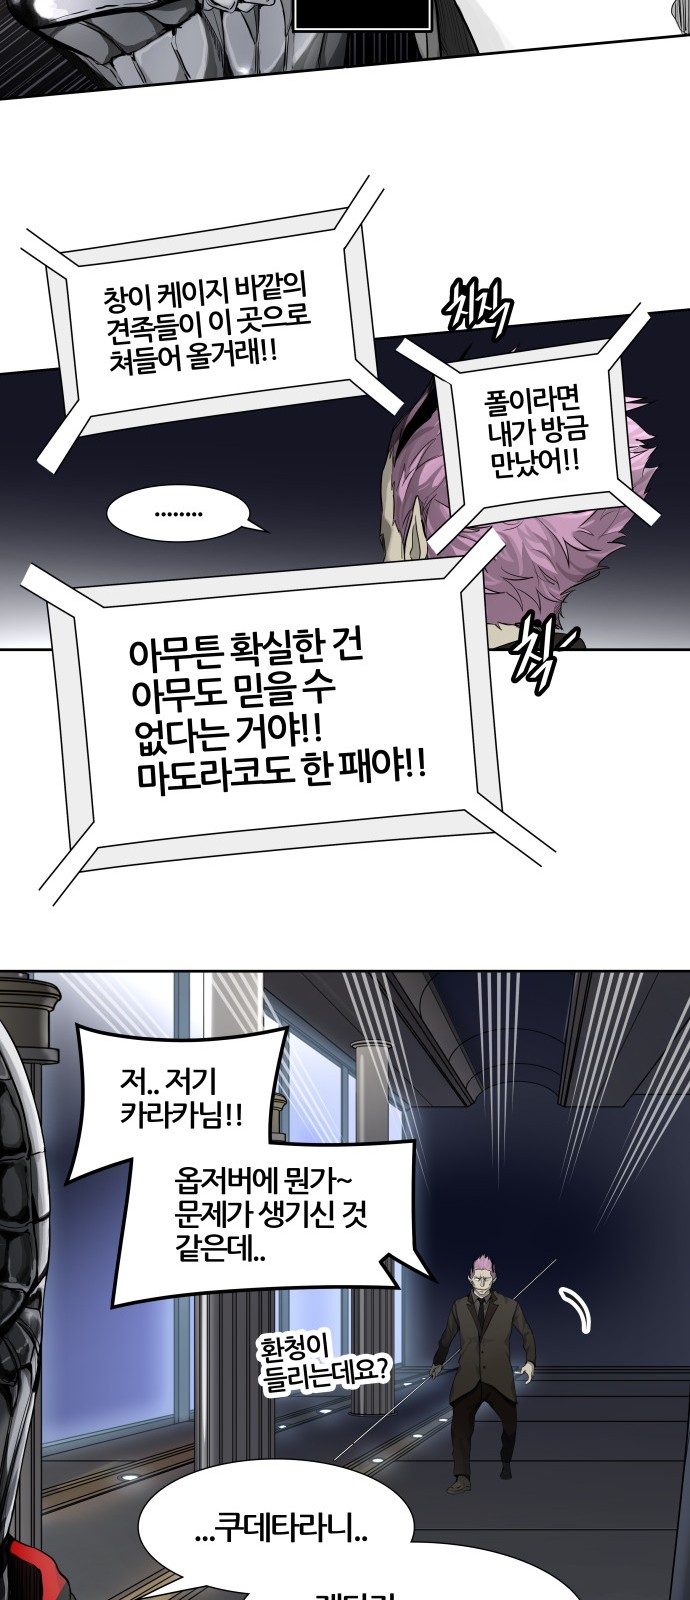 창이 케이지 바깥의
견족들이 이 곳으로
쳐들어 올거래!!
치직
폴이라면
내가 방금
만났어!!
........
아무튼 확실한 건
아무도 믿을 수
없다는 거야!!
마도라코도 한 패야!!
칙
저.. 저기
카라카님!!
옵저버에 뭔가~
문제가 생기신 것
같은데..
환청이
들리는데요?
...쿠데타라니..